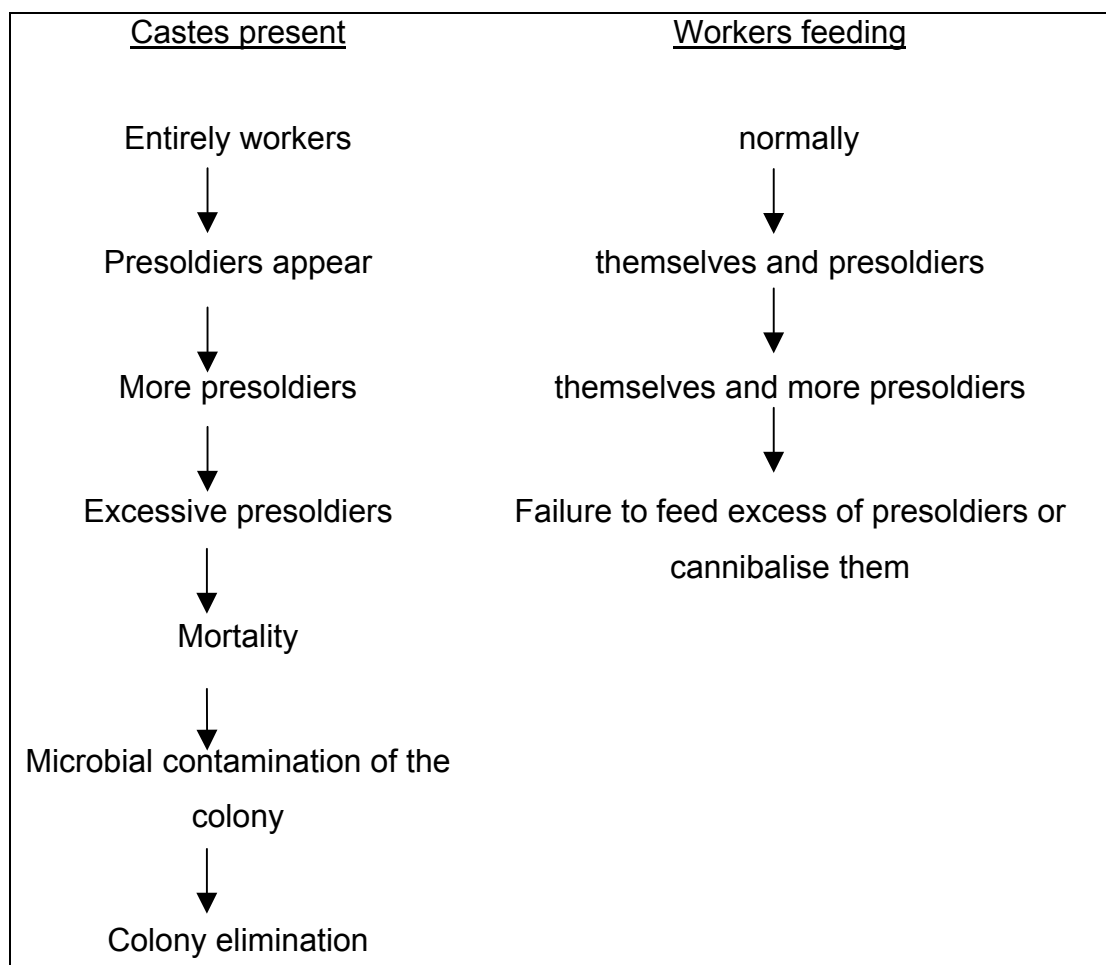 Castes present
Workers feeding
Entirely workers
normally
Presoldiers appear
themselves and presoldiers
More presoldiers
themselves and more presoldiers
Excessive presoldiers
Failure to feed excess of presoldiers or
cannibalise them
Mortality
Microbial contamination of the
colony
Colony elimination